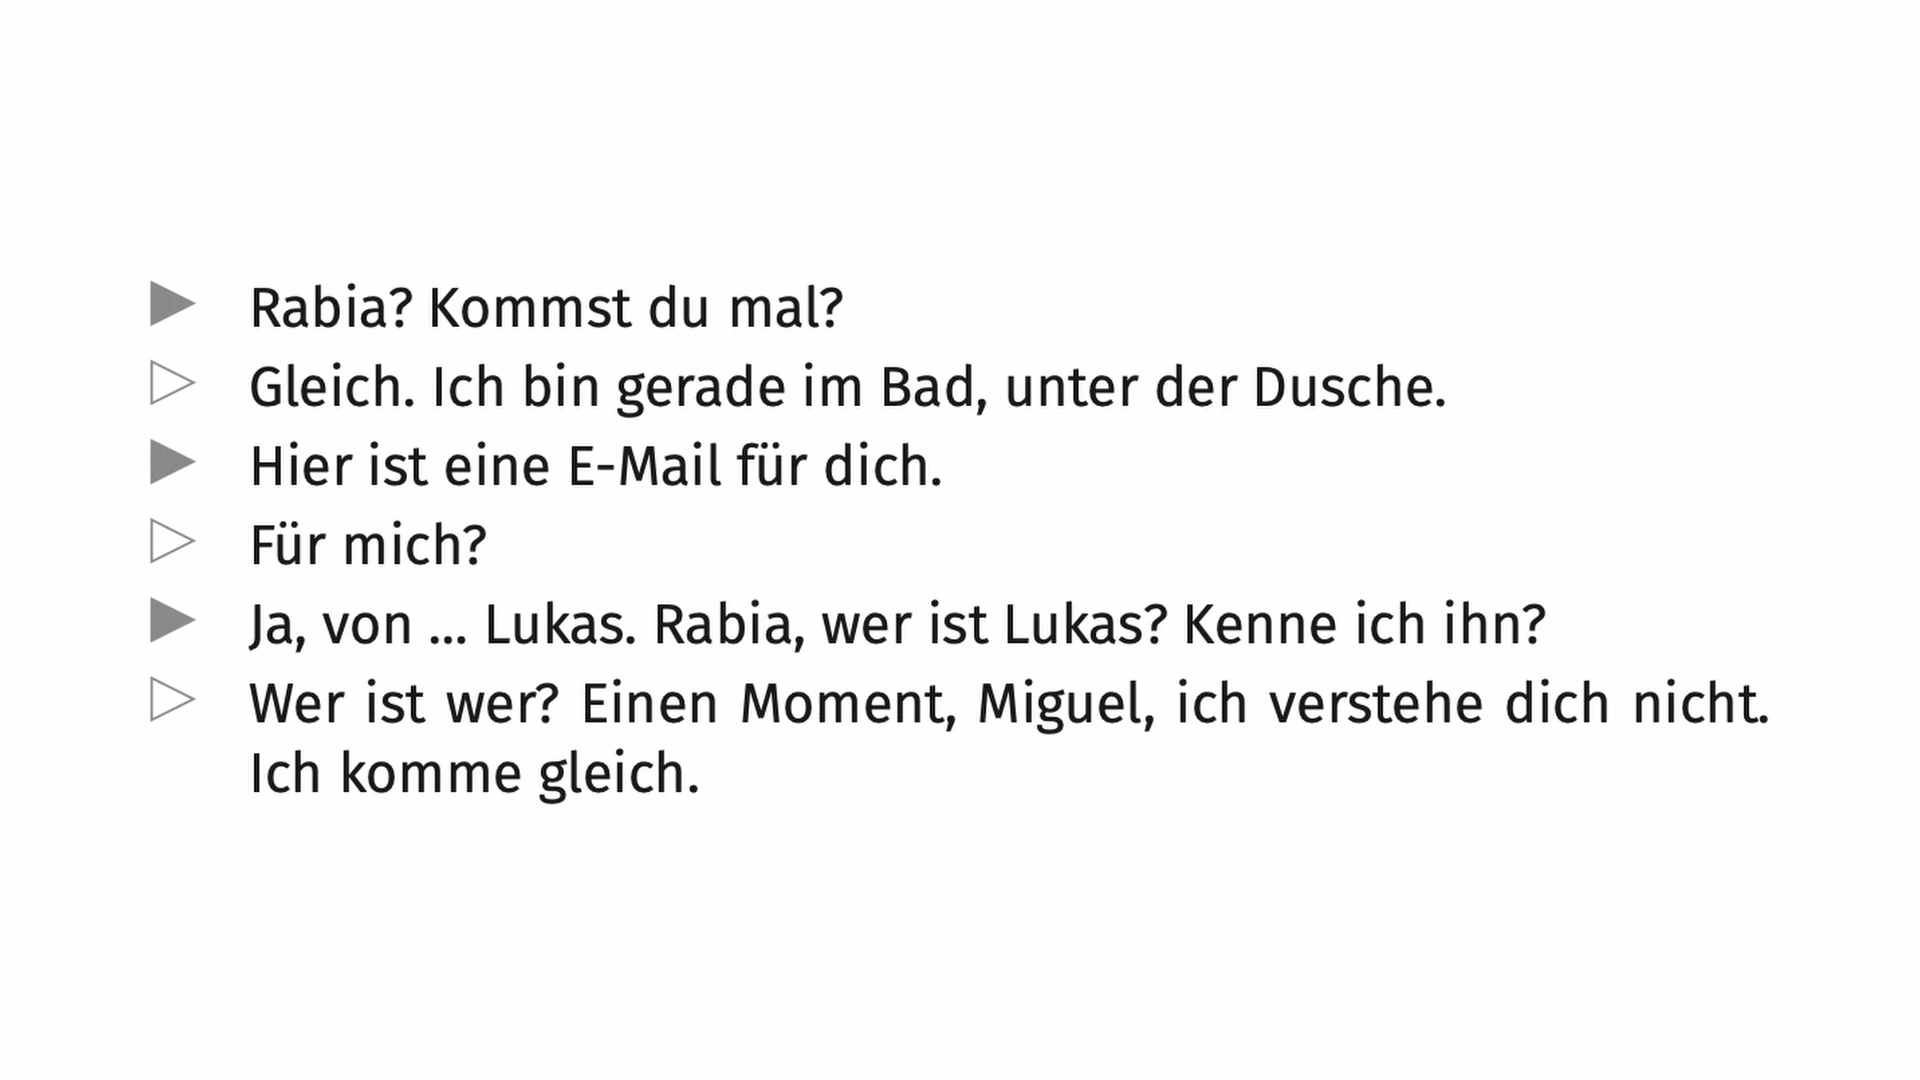 Rabia? Kommst du mal?
Gleich. Ich bin gerade im Bad, unter der Dusche.
Hier ist eine E-Mail für dich.
Für mich?
Ja, von ... Lukas. Rabia, wer ist Lukas? Kenne ich ihn?
Wer ist wer? Einen Moment, Miguel, ich verstehe dich nicht.
Ich komme gleich.